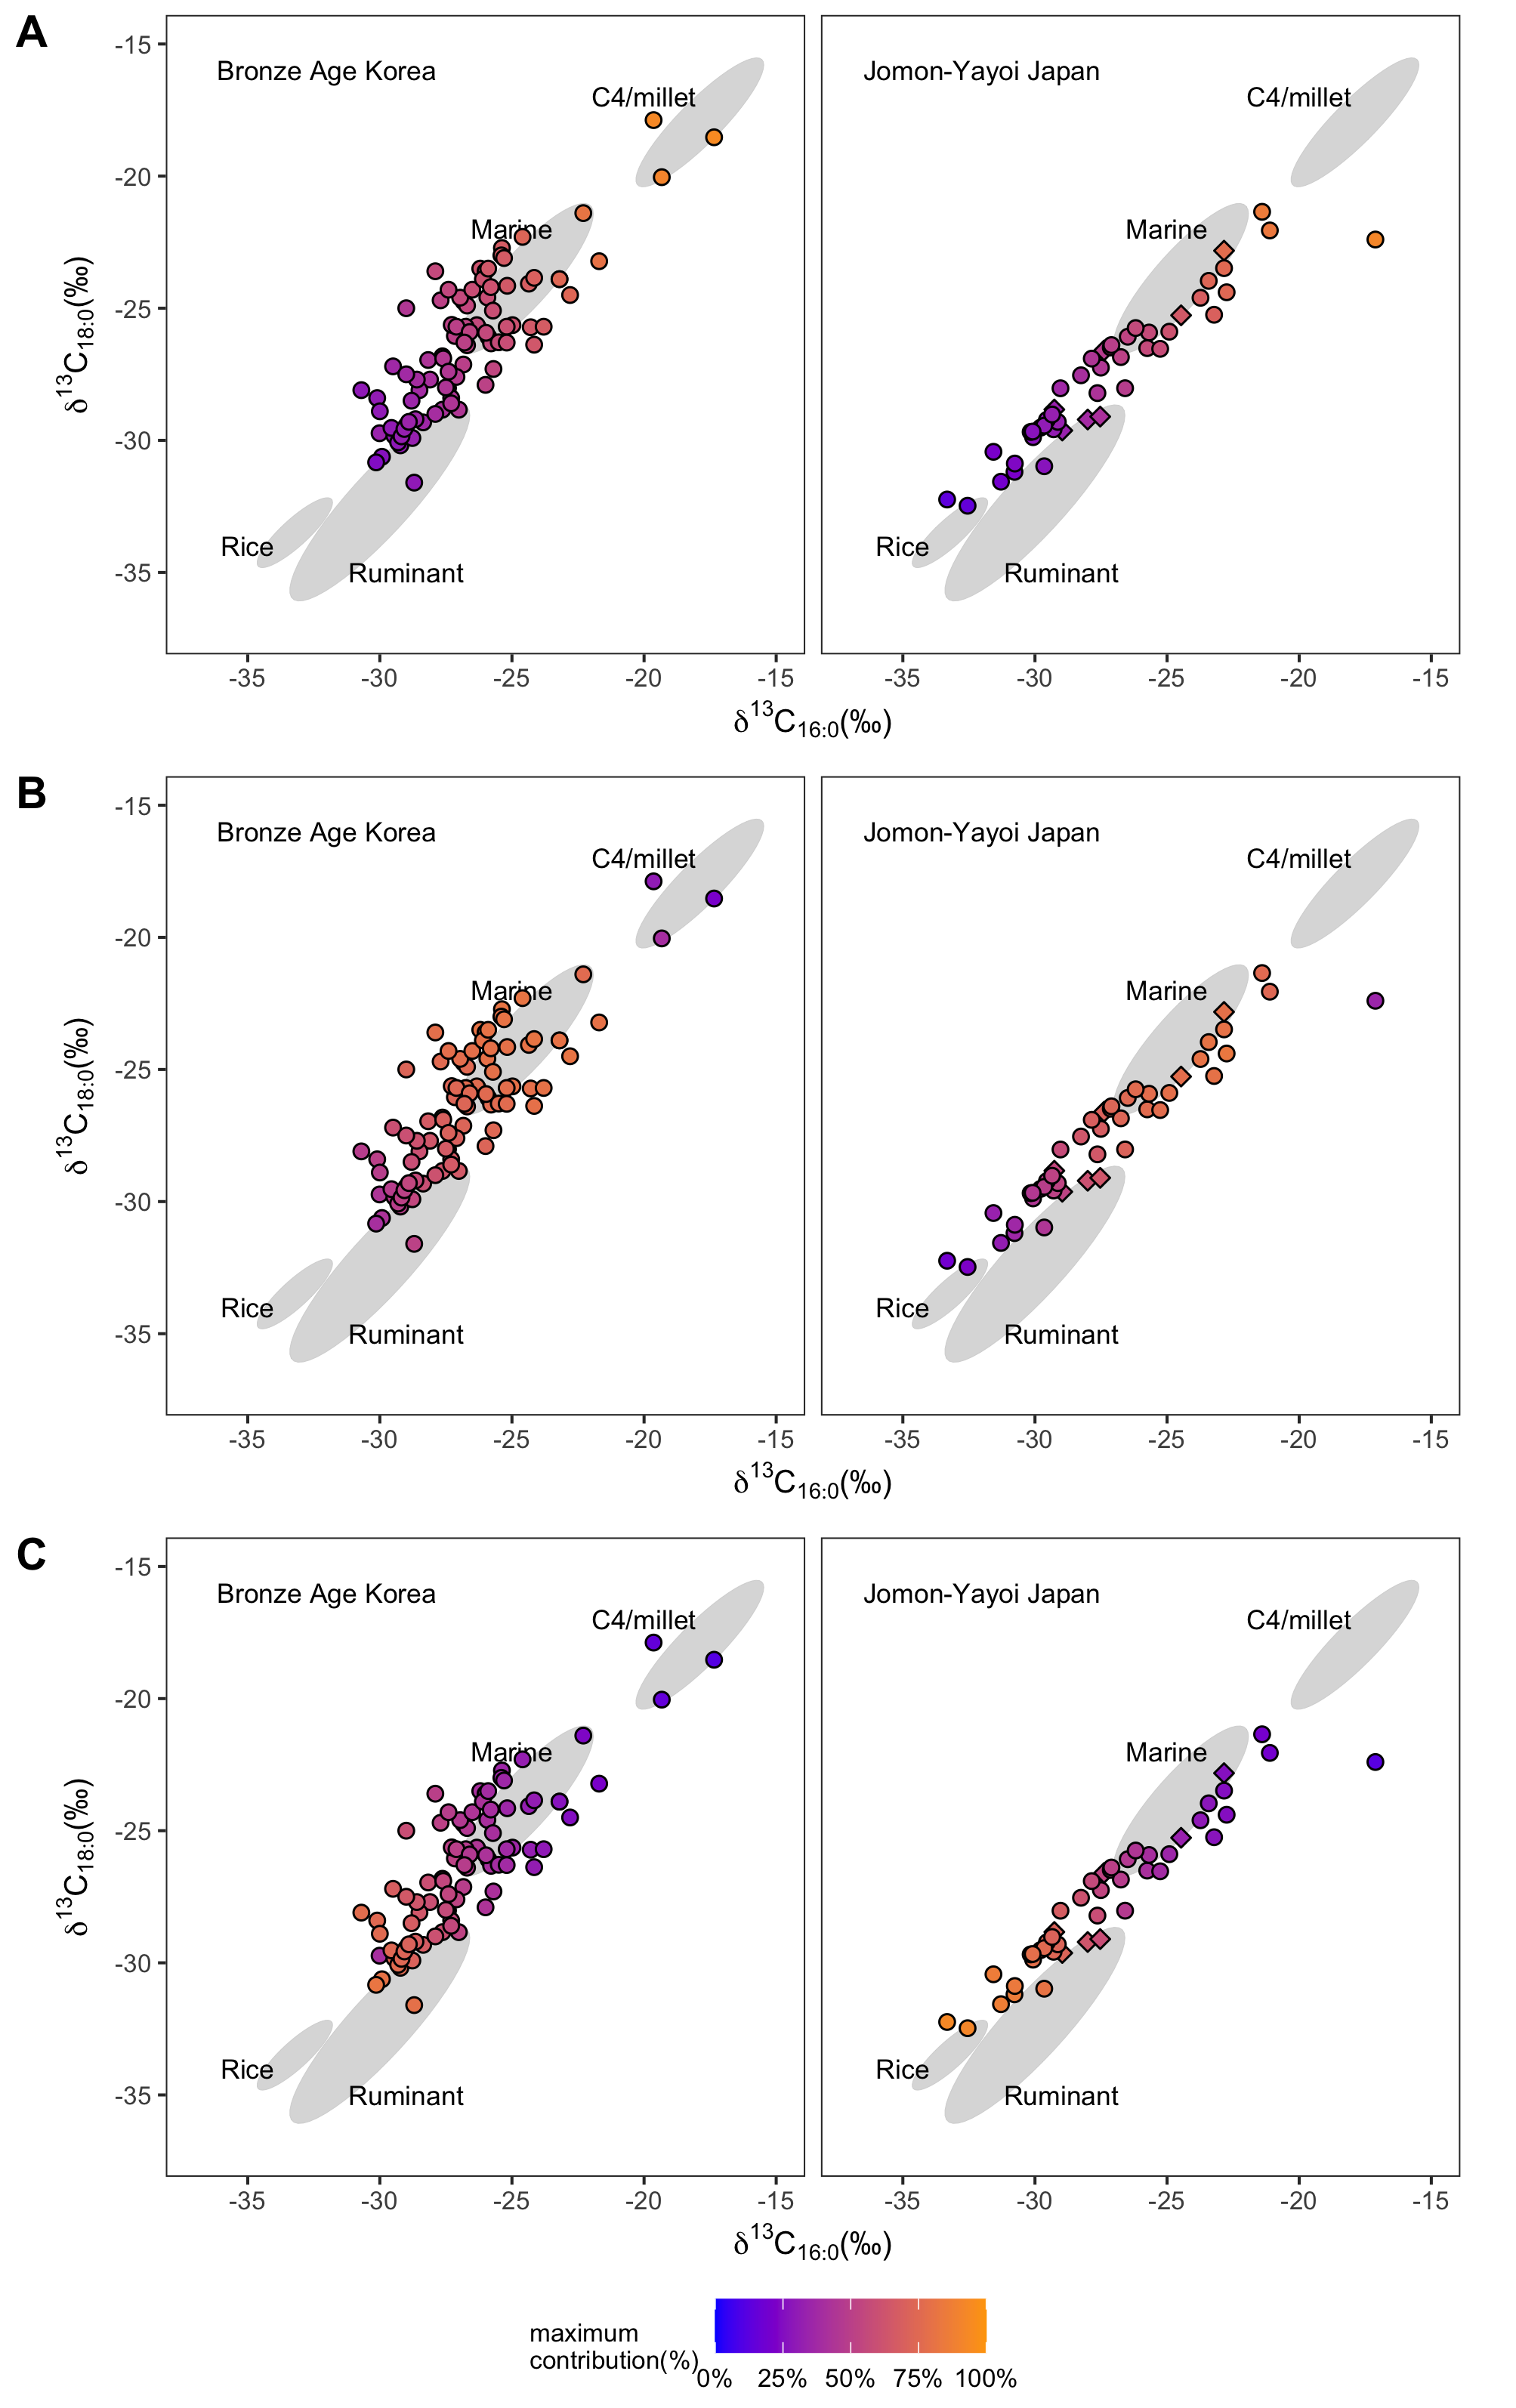 A
Bronze Age Korea
C4/millet
Marine
Rice
Ruminant
Jomon-Yayoi Japan
C4/millet
Marine
Rice
Ruminant
-15
-20
-25
-30
-35
δ13C18:0(‰)
-35 -30 -25 -20 -15
-35 -30 -25 -20 -15
δ13C16:0(‰)
B
Bronze Age Korea
C4/millet
Marine
Rice
Ruminant
Jomon-Yayoi Japan
C4/millet
Marine
Rice
Ruminant
-15
-20
-25
-30
-35
δ13C18:0(‰)
-35 -30 -25 -20 -15
-35 -30 -25 -20 -15
δ13C16:0(‰)
C
Bronze Age Korea
C4/millet
Marine
Rice
Ruminant
Jomon-Yayoi Japan
C4/millet
Marine
Rice
Ruminant
-15
-20
-25
-30
-35
δ13C18:0(‰)
-35 -30 -25 -20 -15
-35 -30 -25 -20 -15
δ13C16:0(‰)
maximum
contribution(%)
0% 25% 50% 75% 100%